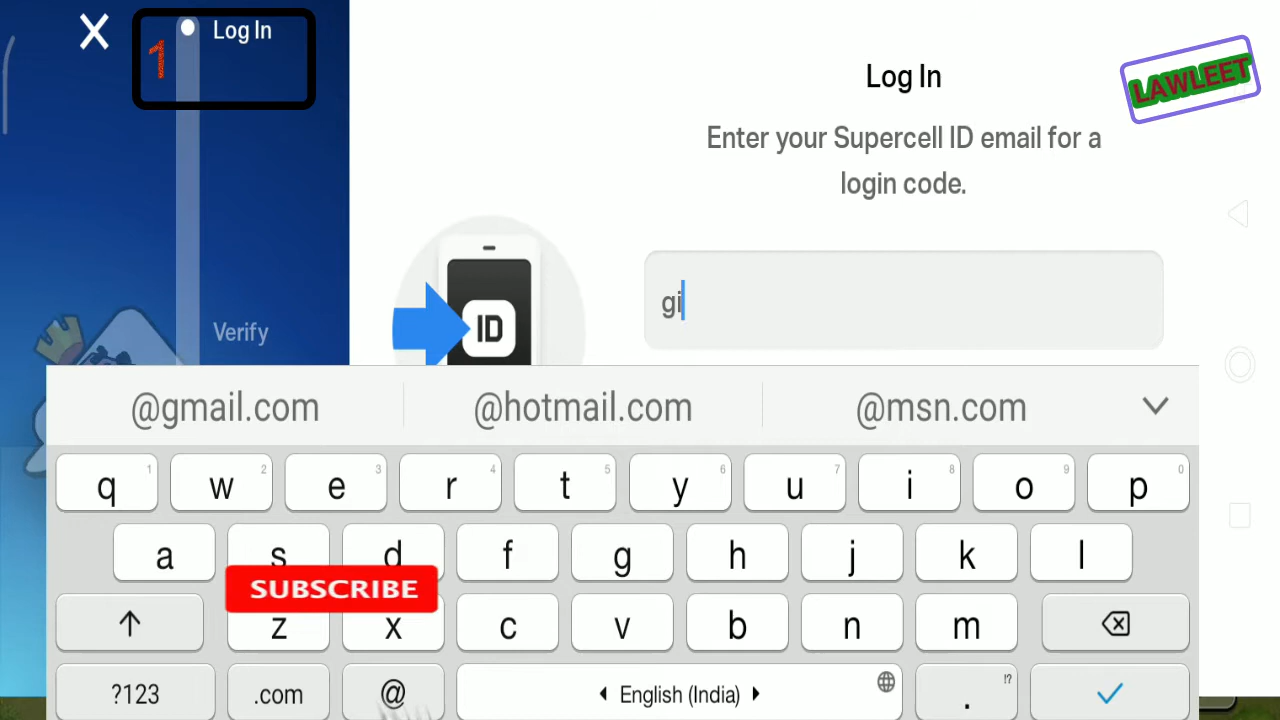 Log In
1
Log In
LAWLEET
Enter your Supercell ID email for a
login code.
ID
gi
Verify
@gmail.com @hotmail.com @msn.com
q 1 w 2 e 3 r 4 t 5 y 6 u 7 i 8 o 9 p 0
a s d f g h j k l
SUBSCRIBE
z x c v b n m
?123 .com @ English (India) . !?